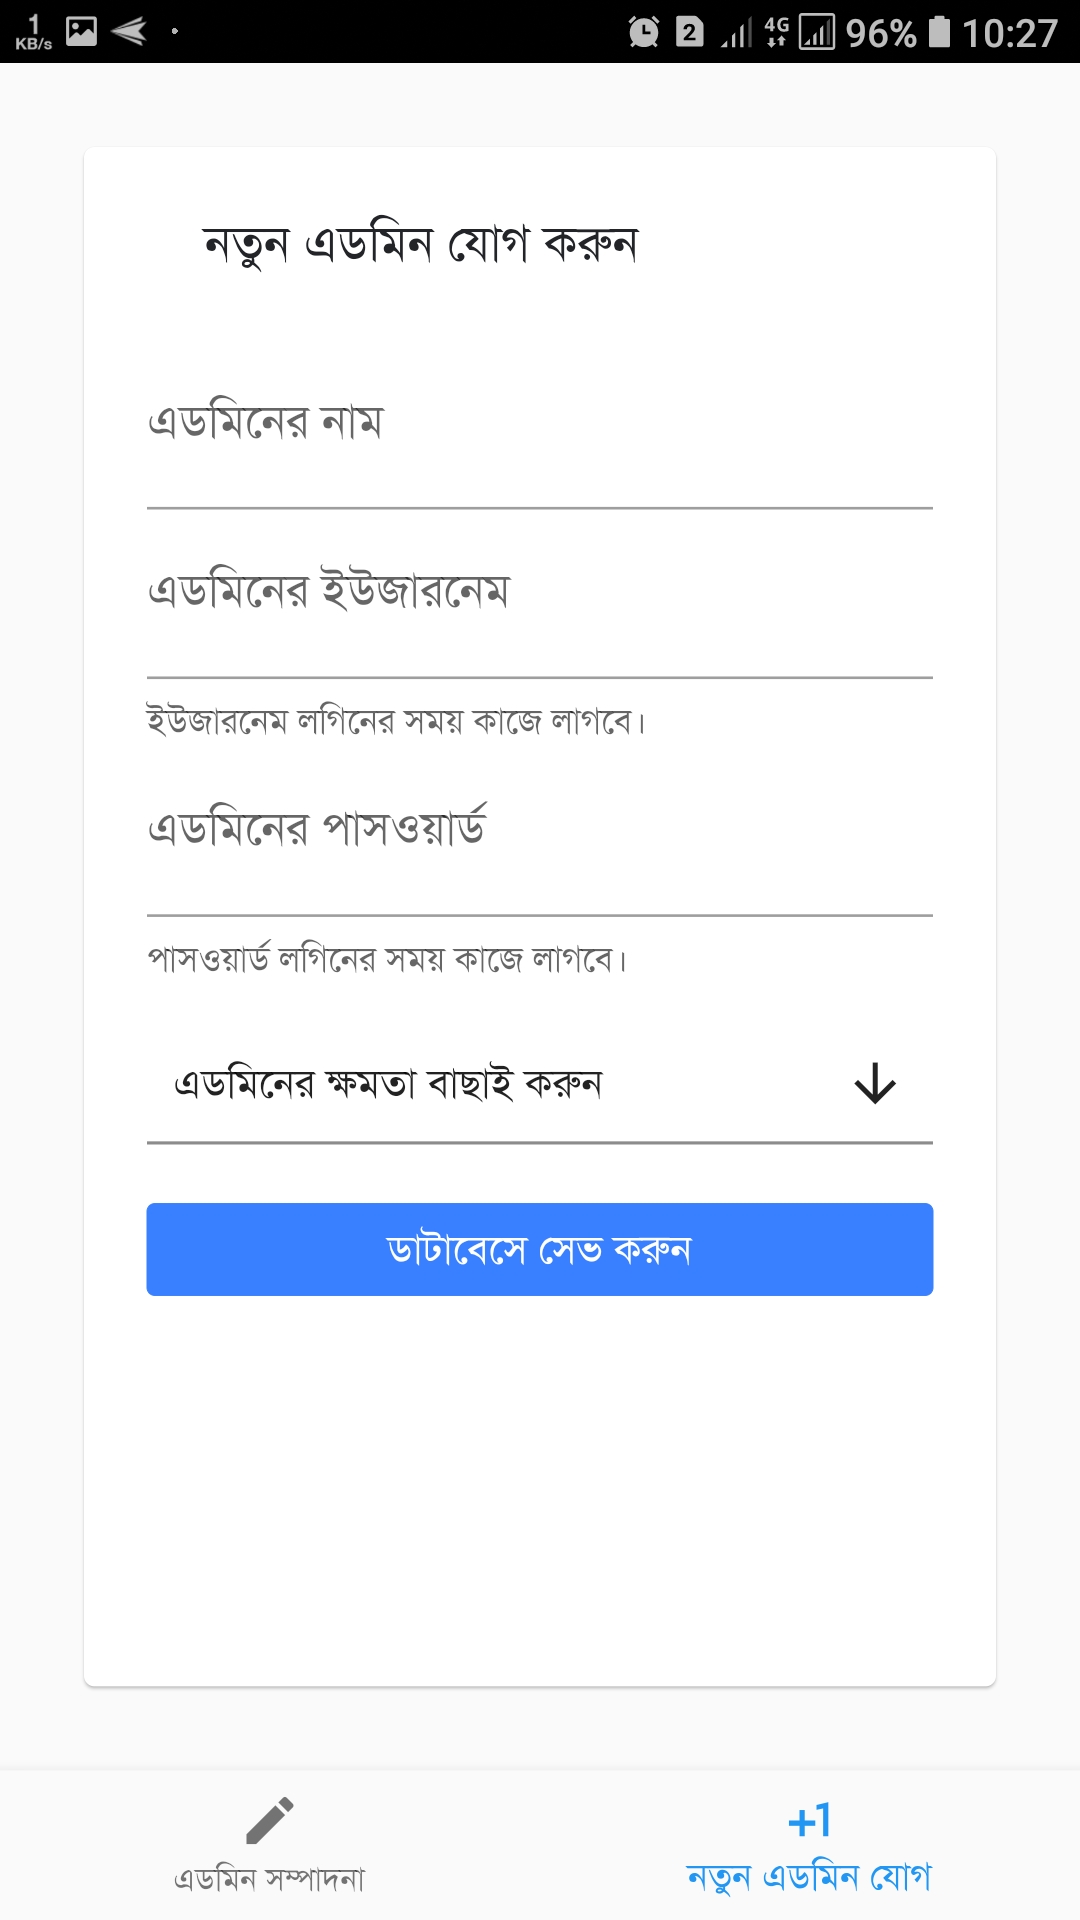 1
KB/s
2
4G
96%
10:27
নতুন এডমিন যোগ করুন
এডমিনের নাম
এডমিনের ইউজারনেম
ইউজারনেম লগিনের সময় কাজে লাগবে।
এডমিনের পাসওয়ার্ড
পাসওয়ার্ড লগিনের সময় কাজে লাগবে।
এডমিনের ক্ষমতা বাছাই করুন
ডাটাবেসে সেভ করুন
+1
এডমিন সম্পাদনা
নতুন এডমিন যোগ